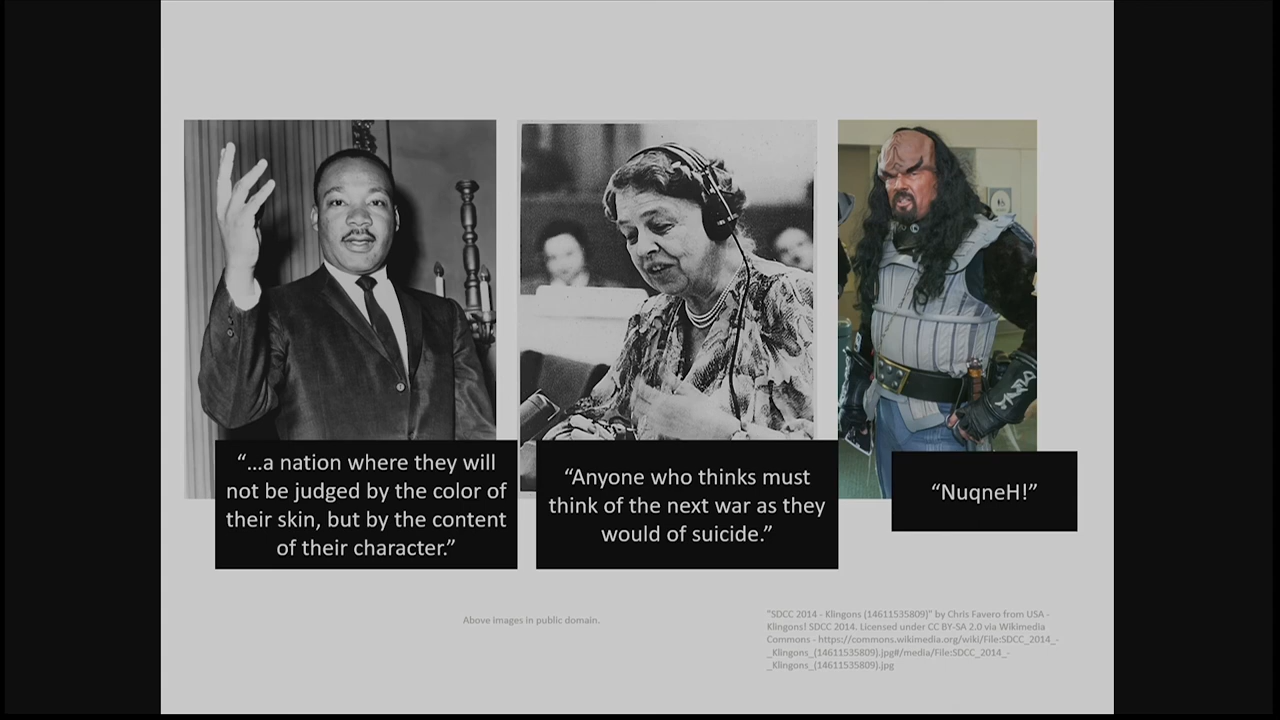 “...a nation where they will
not be judged by the color of
their skin, but by the content
of their character.”
“Anyone who thinks must
think of the next war as they
would of suicide.”
“NuqneH!”
Above images in public domain.
"SDCC 2014 - Klingons (14611535809)" by Chris Favero from USA -
Klingons! SDCC 2014. Licensed under CC BY-SA 2.0 via Wikimedia
Commons - https://commons.wikimedia.org/wiki/File:SDCC_2014_-
_Klingons_(14611535809).jpg#/media/File:SDCC_2014_-
_Klingons_(14611535809).jpg